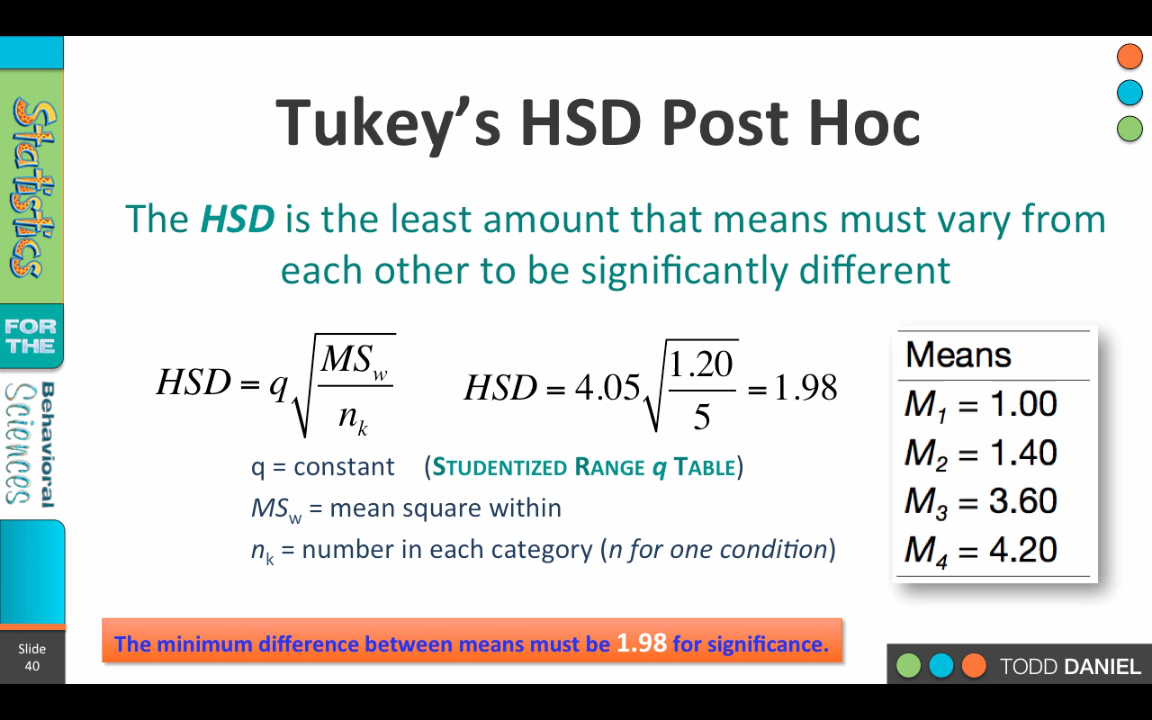 Statistics
FOR THE
Behavioral
Sciences
Slide
40
Tukey’s HSD Post Hoc
The HSD is the least amount that means must vary from
each other to be significantly different
HSD = q√(MSw/nk) HSD = 4.05√(1.20/5) = 1.98
q = constant (STUDENTIZED RANGE q TABLE)
MSw = mean square within
nk = number in each category (n for one condition)
Means
M1 = 1.00
M2 = 1.40
M3 = 3.60
M4 = 4.20
The minimum difference between means must be 1.98 for significance.
TODD DANIEL